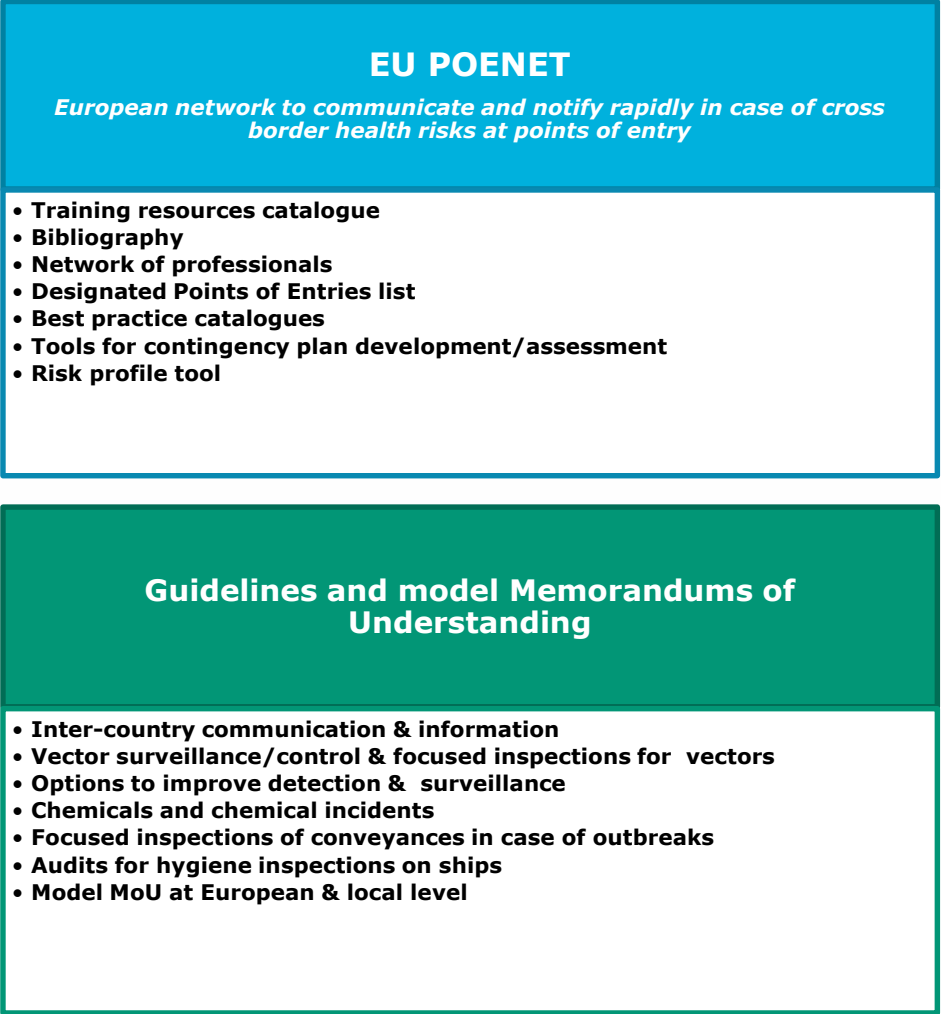 EU POENET
European network to communicate and notify rapidly in case of cross
border health risks at points of entry
• Training resources catalogue
• Bibliography
• Network of professionals
• Designated Points of Entries list
• Best practice catalogues
• Tools for contingency plan development/assessment
• Risk profile tool
Guidelines and model Memorandums of
Understanding
• Inter-country communication & information
• Vector surveillance/control & focused inspections for  vectors
• Options to improve detection &  surveillance
• Chemicals and chemical incidents
• Focused inspections of conveyances in case of outbreaks
• Audits for hygiene inspections on ships
• Model MoU at European & local level